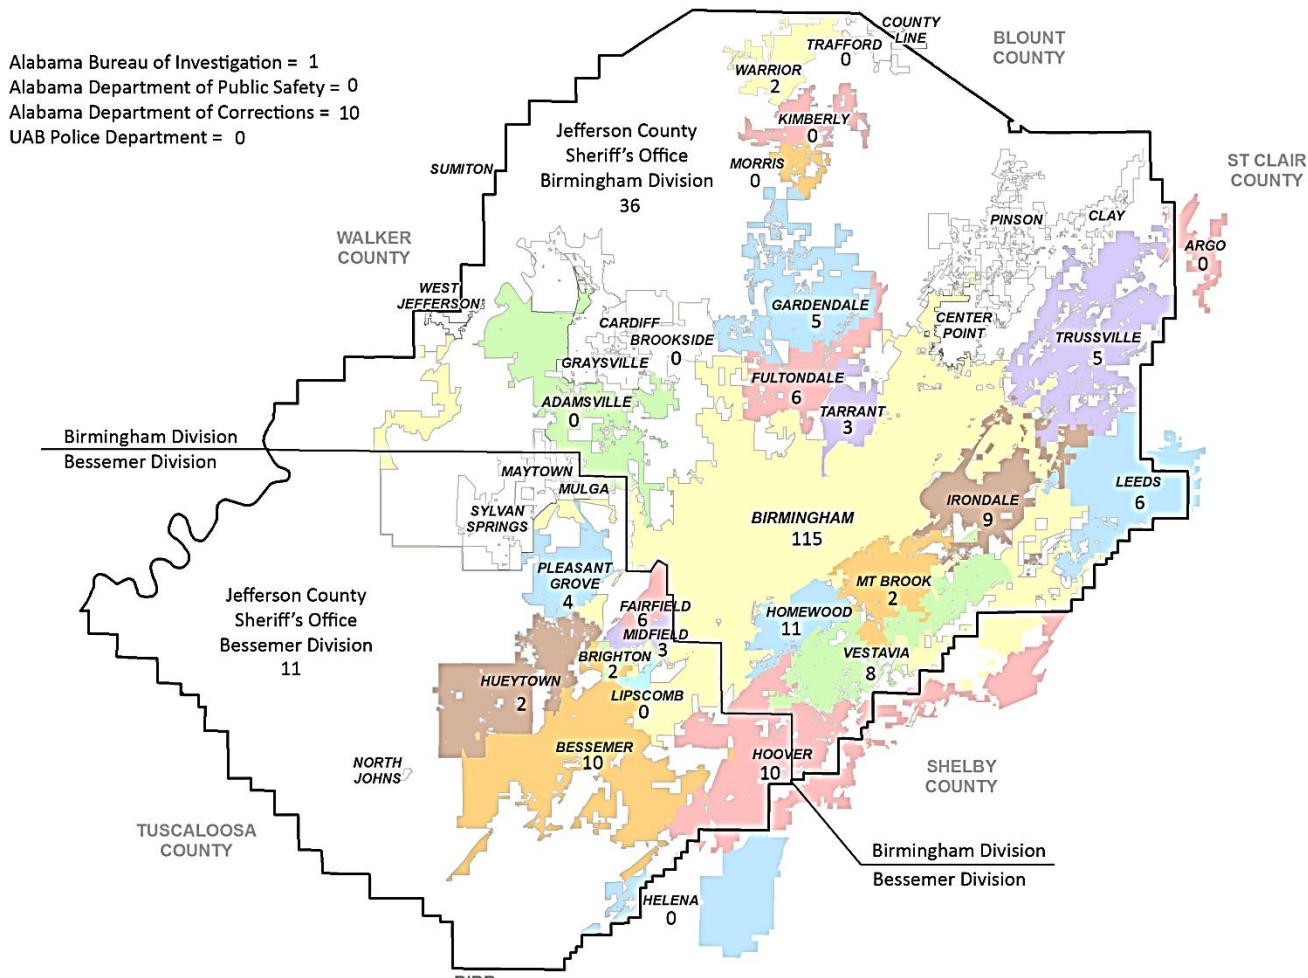 Alabama Bureau of Investigation = 1
Alabama Department of Public Safety = 0
Alabama Department of Corrections = 10
UAB Police Department = 0
COUNTY
LINE
BLOUNT
COUNTY
TRAFFORD
0
WARRIOR
2
KIMBERLY
0
Jefferson County
Sheriff's Office
Birmingham Division
36
MORRIS
0
SUMITON
ST CLAIR
COUNTY
PINSON
CLAY
WALKER
COUNTY
ARGO
0
WEST
JEFFERSON
GARDENDALE
5
CARDIFF
BROOKSIDE
0
CENTER
POINT
TRUSSVILLE
5
GRAYSVILLE
FULTONDALE
6
ADAMSVILLE
0
TARRANT
3
Birmingham Division
Bessemer Division
MAYTOWN
MULGA
SYLVAN
SPRINGS
LEEDS
6
IRONDALE
9
BIRMINGHAM
115
PLEASANT
GROVE
4
MT BROOK
2
Jefferson County
Sheriff's Office
Bessemer Division
11
FAIRFIELD
6
HOMEWOOD
11
MIDFIELD
3
BRIGHTON
2
VESTAVIA
8
HUEYTOWN
2
LIPSCOMB
0
BESSEMER
10
HOOVER
10
NORTH
JOHNS
SHELBY
COUNTY
TUSCALOOSA
COUNTY
Birmingham Division
Bessemer Division
HELENA
0